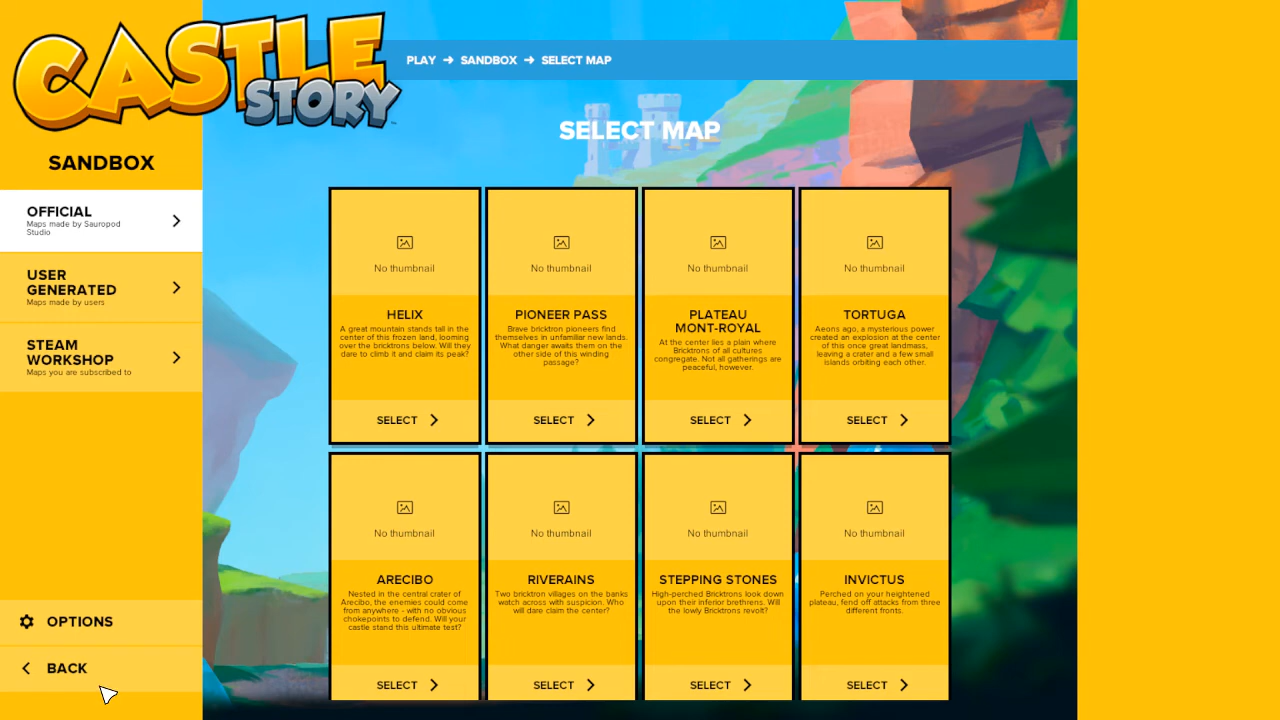 CASTLE
STORY
PLAY → SANDBOX → SELECT MAP
SELECT MAP
SANDBOX
OFFICIAL
Maps made by Sauropod
Studio
USER
GENERATED
Maps made by users
STEAM
WORKSHOP
Maps you are subscribed to
OPTIONS
BACK
No thumbnail
HELIX
A great mountain stands tall in the
center of this frozen land, looming
over the bricktrons below. Will they
dare to climb it and claim its peak?
SELECT
No thumbnail
PIONEER PASS
Brave bricktron pioneers find
themselves in unfamiliar new lands.
What danger awaits them on the
other side of this winding
passage?
SELECT
No thumbnail
PLATEAU
MONT-ROYAL
At the center lies a plain where
Bricktrons of all cultures
congregate. Not all gatherings are
peaceful, however.
SELECT
No thumbnail
TORTUGA
Aeons ago, a mysterious power
created an explosion at the center
of this once great landmass,
leaving a crater and a few small
islands orbiting each other.
SELECT
No thumbnail
ARECIBO
Nested in the central crater of
Arecibo, the enemies could come
from anywhere - with no obvious
chokepoints to defend. Will your
castle stand this ultimate test?
SELECT
No thumbnail
RIVERAINS
Two bricktron villages on the banks
watch across with suspicion. Who
will dare claim the center?
SELECT
No thumbnail
STEPPING STONES
High-perched Bricktrons look down
upon their inferior brethrens. Will
the lowly Bricktrons revolt?
SELECT
No thumbnail
INVICTUS
Perched on your heightened
plateau, fend off attacks from three
different fronts.
SELECT